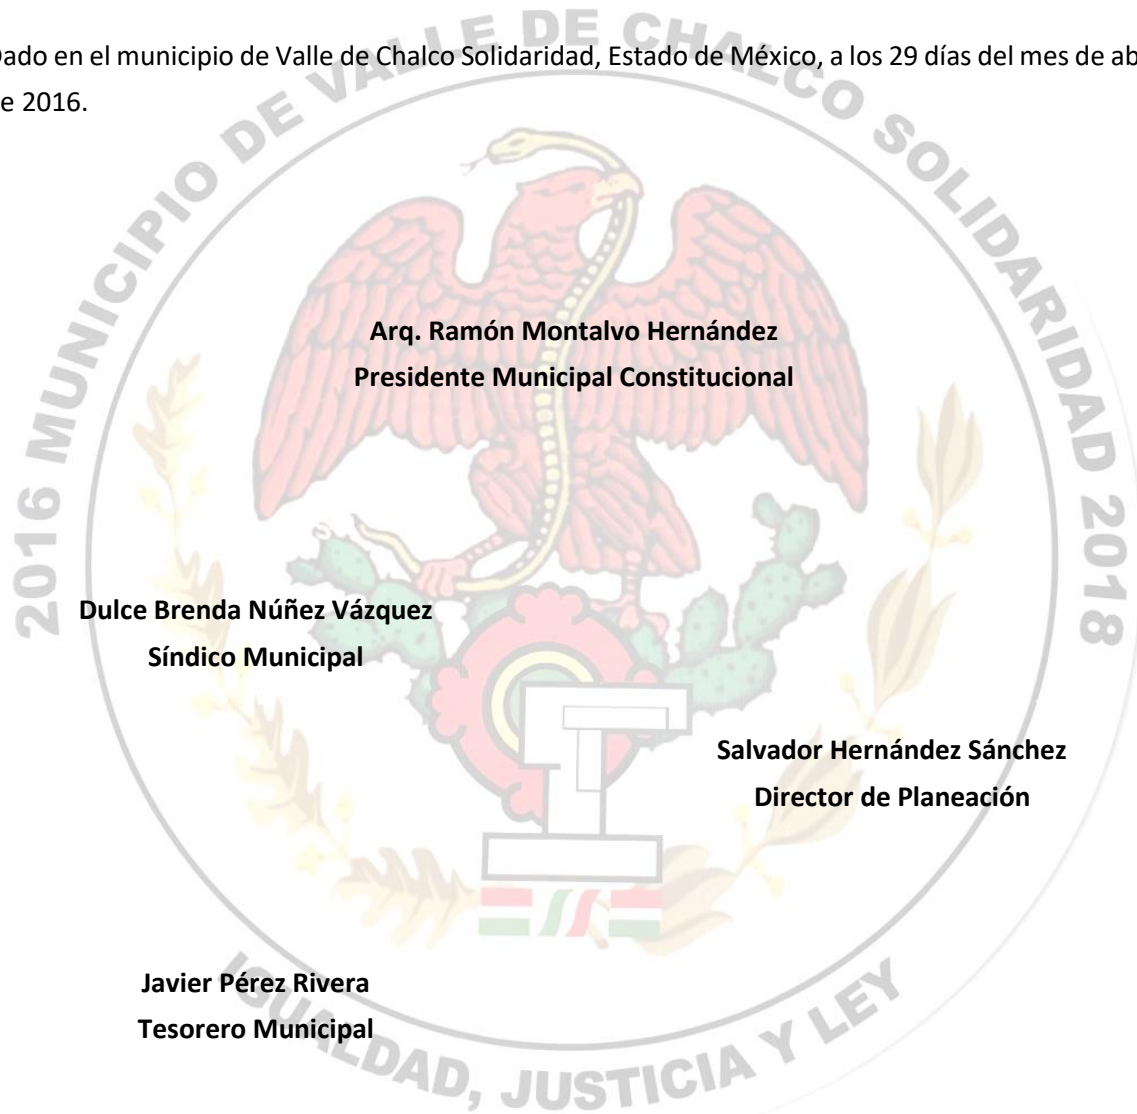 ado en el municipio de Valle de Chalco Solidaridad, Estado de México, a los 29 días del mes de ab
e 2016.
2016 MUNICIPIO DE VALLE DE CHALCO SOLIDARIDAD 2018
Arq. Ramón Montalvo Hernández
Presidente Municipal Constitucional
Dulce Brenda Núñez Vázquez
Síndico Municipal
Salvador Hernández Sánchez
Director de Planeación
Javier Pérez Rivera
Tesorero Municipal
IGUALDAD, JUSTICIA Y LEY